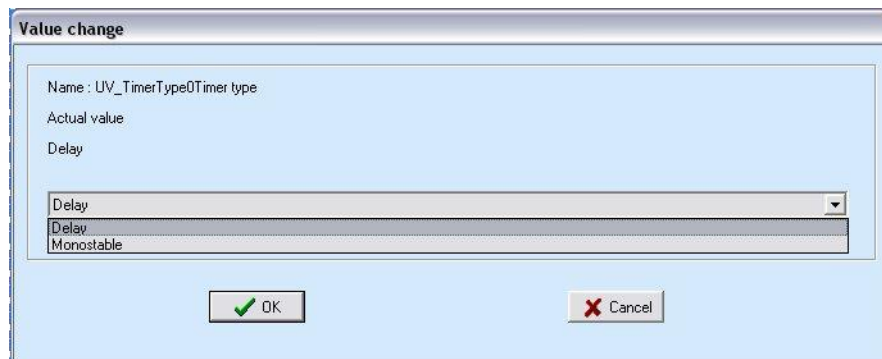 Value change
Name : UV_TimerType0Timer type
Actual value
Delay
Delay
Delay
Monostable
OK
Cancel